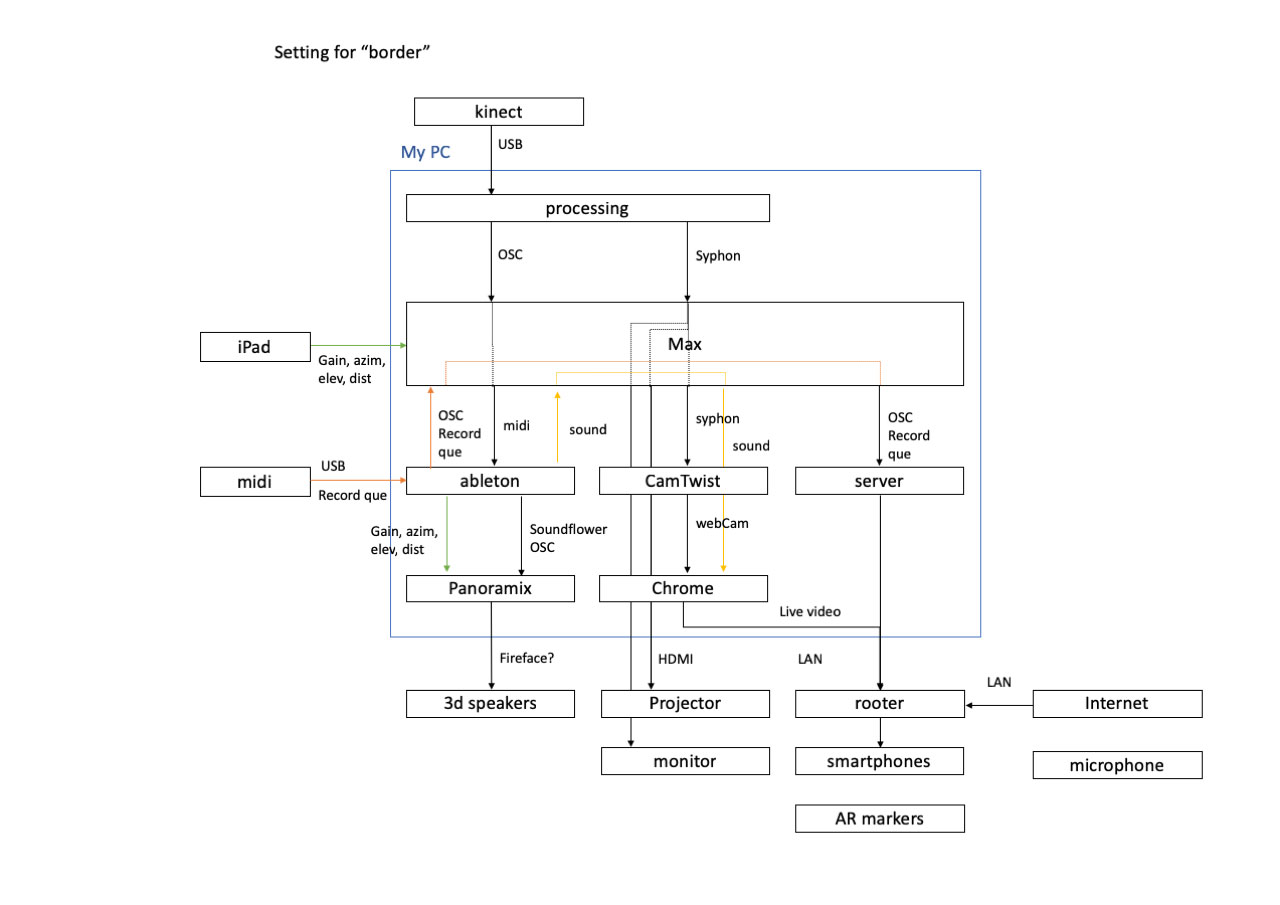 Setting for “border”
kinect
USB
My PC
processing
OSC
Syphon
Max
iPad
Gain, azim,
elev, dist
OSC
Record
que
midi
sound
syphon
sound
OSC
Record
que
USB
midi
Record que
ableton
CamTwist
server
Gain, azim,
elev, dist
Soundflower
OSC
webCam
Panoramix
Chrome
Live video
Fireface?
HDMI
LAN
LAN
3d speakers
Projector
rooter
Internet
monitor
smartphones
microphone
AR markers